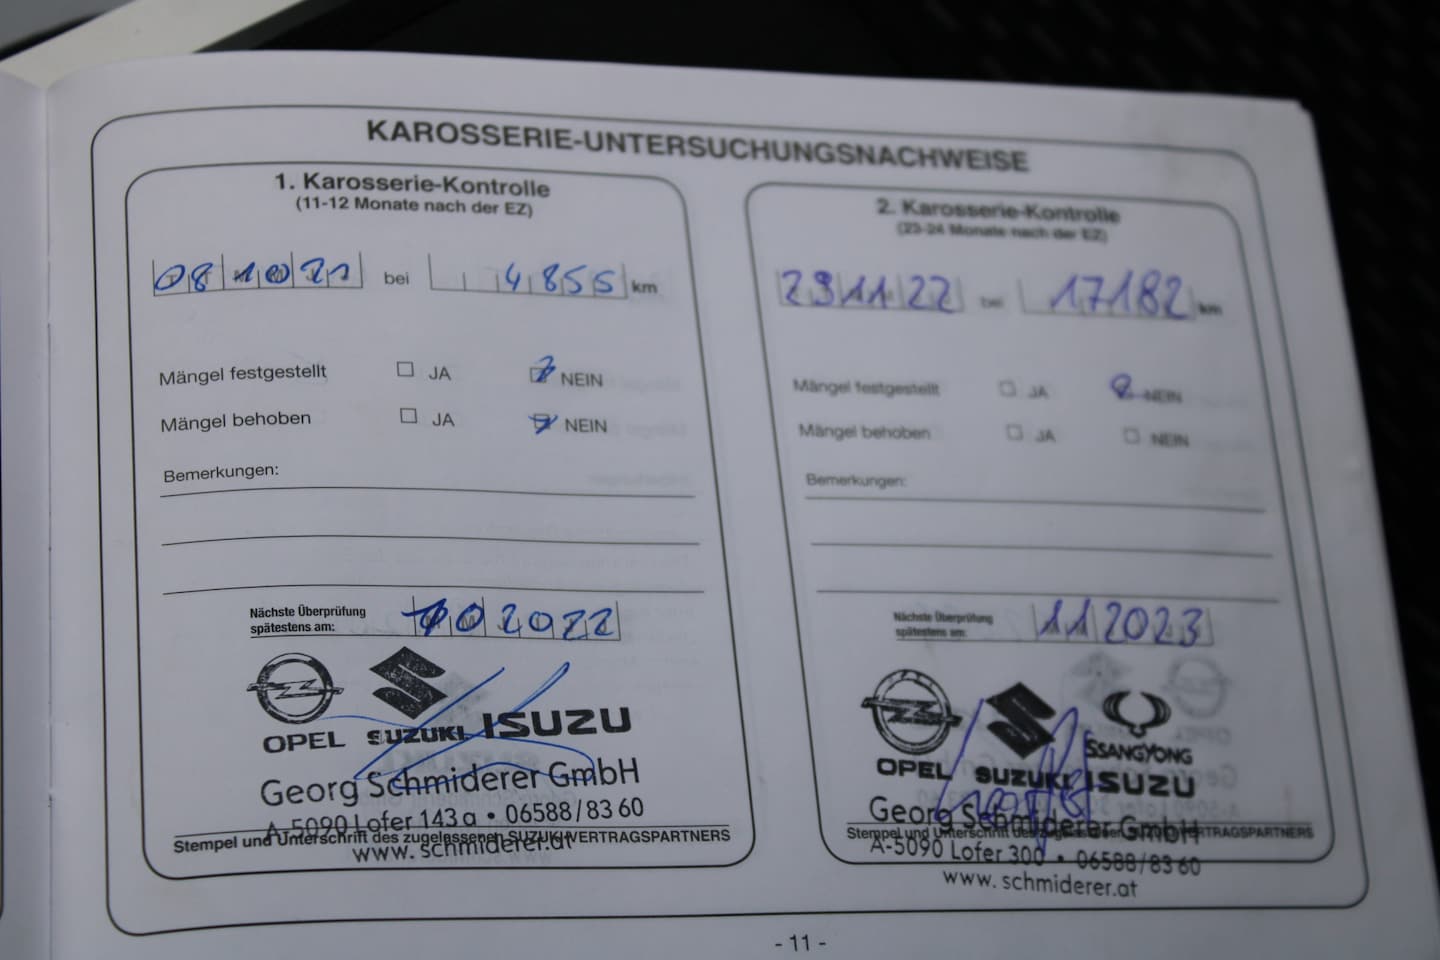 KAROSSERIE-UNTERSUCHUNGSNACHWEISE
1. Karosserie-Kontrolle
(11-12 Monate nach der EZ)
08 10 21 bei 4855 km
Mängel festgestellt JA NEIN
Mängel behoben JA NEIN
Bemerkungen:
Nächste Überprüfung
spätestens am: 10 2022
OPEL SUZUKI ISUZU
Georg Schmiderer GmbH
A-5090 Lofer 143a • 06588/83 60
Stempel und Unterschrift des zugelassenen SUZUKI-VERTRAGSPARTNERS
www.schmiderer.at
2. Karosserie-Kontrolle
(23-24 Monate nach der EZ)
23 11 22 bei 17182 km
Mängel festgestellt JA NEIN
Mängel behoben JA NEIN
Bemerkungen:
Nächste Überprüfung
spätestens am: 11 2023
SSANGYONG
OPEL SUZUKI ISUZU
Georg Schmiderer GmbH
Stempel und Unterschrift des zugelassenen SUZUKI-VERTRAGSPARTNERS
A-5090 Lofer 300 • 06588/83 60
www.schmiderer.at
- 11 -